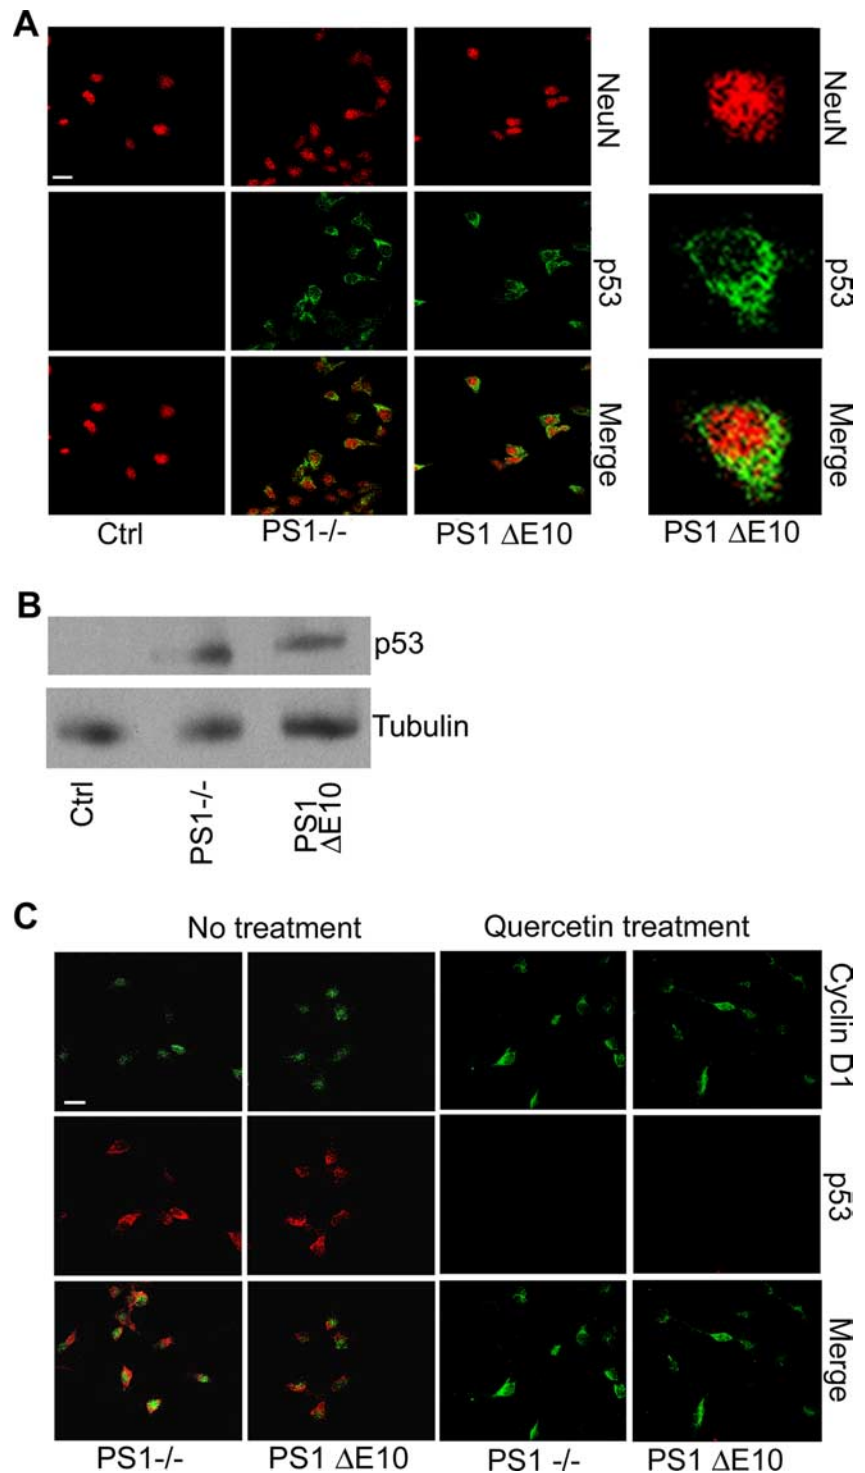 A
NeuN
NeuN
p53
p53
Merge
Merge
Ctrl
PS1-/-
PS1 ΔE10
PS1 ΔE10
B
p53
Tubulin
Ctrl
PS1-/-
PS1
ΔE10
C
No treatment
Quercetin treatment
Cyclin D1
p53
Merge
PS1-/-
PS1 ΔE10
PS1 -/-
PS1 ΔE10